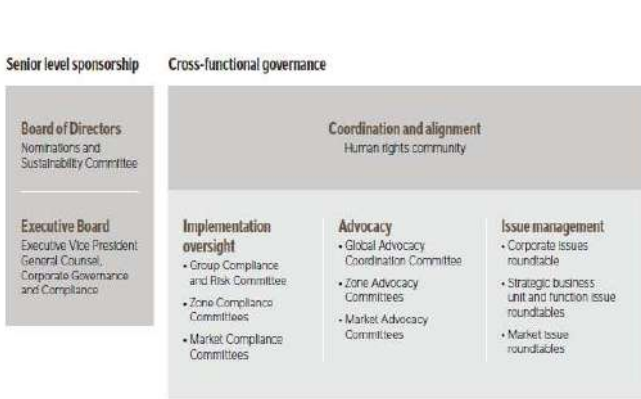 Senior level sponsorship
Cross-functional governance
Board of Directors
Nominations and
Sustainability Committee
Executive Board
Executive Vice President
General Counsel,
Corporate Governance
and Compliance
Coordination and alignment
Human rights community
Implementation
oversight
• Group Compliance
and Risk Committee
• Zone Compliance
Committees
• Market Compliance
Committees
Advocacy
• Global Advocacy
Coordination Committee
• Zone Advocacy
Committees
• Market Advocacy
Committees
Issue management
• Corporate issues
roundtable
• Strategic business
unit and function issue
roundtables
• Market issue
roundtables